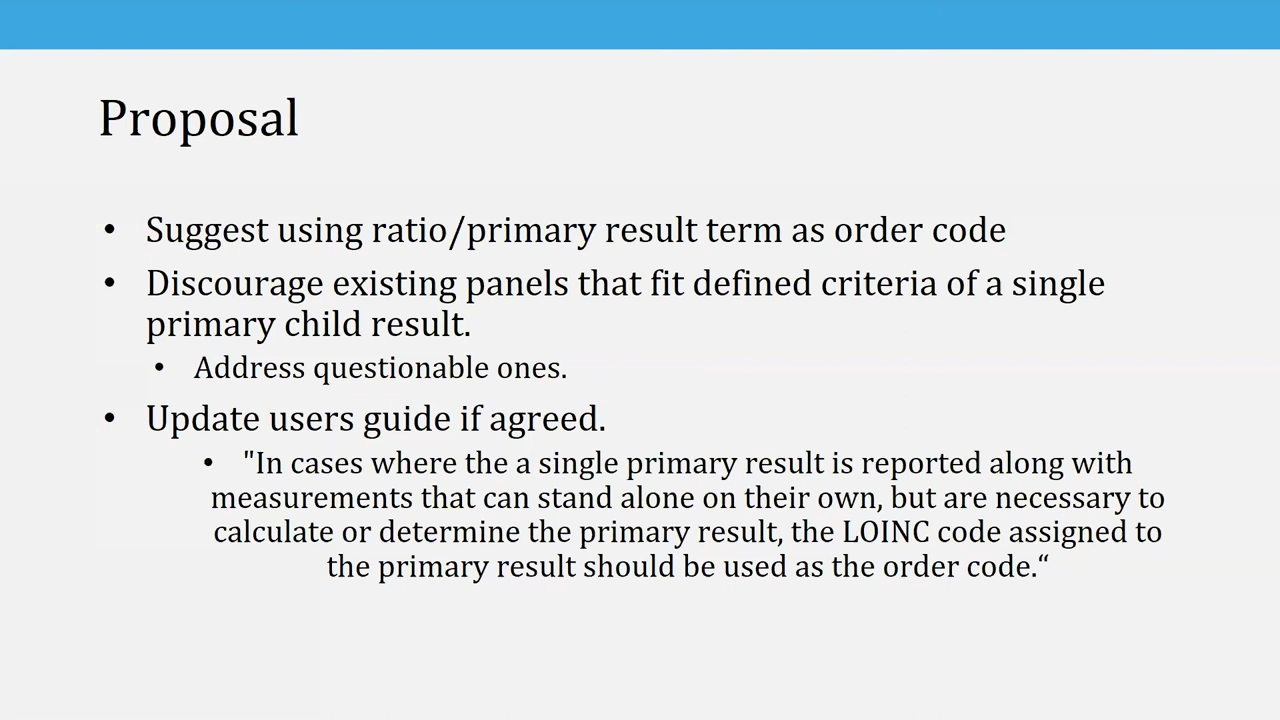 Proposal
• Suggest using ratio/primary result term as order code
• Discourage existing panels that fit defined criteria of a single
primary child result.
• Address questionable ones.
• Update users guide if agreed.
• "In cases where the a single primary result is reported along with
measurements that can stand alone on their own, but are necessary to
calculate or determine the primary result, the LOINC code assigned to
the primary result should be used as the order code.“